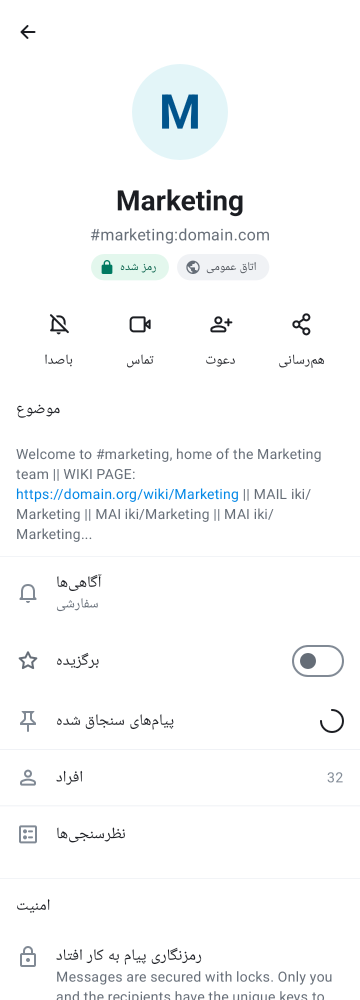 M
Marketing
#marketing:domain.com
رمز شده
اتاق عمومی
باصدا
تماس
دعوت
هم‌رسانی
موضوع
Welcome to #marketing, home of the Marketing
team || WIKI PAGE:
https://domain.org/wiki/Marketing || MAIL iki/
Marketing || MAI iki/Marketing || MAI iki/
Marketing...
آگاهی‌ها
سفارشی
برگزیده
پیام‌های سنجاق شده
افراد
32
نظرسنجی‌ها
امنیت
رمزنگاری پیام به کار افتاد
Messages are secured with locks. Only you
and the recipients have the unique keys to